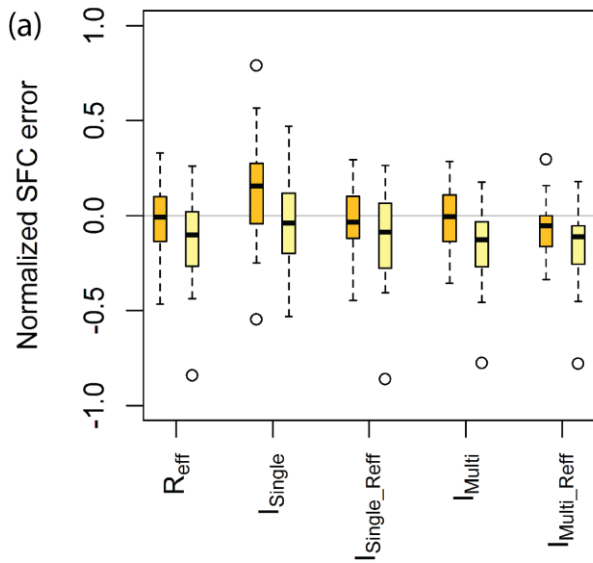 (a)
Normalized SFC error
1.0
0.5
0.0
-0.5
-1.0
Reff
ISingle
ISingle_Reff
IMulti
IMulti_Reff